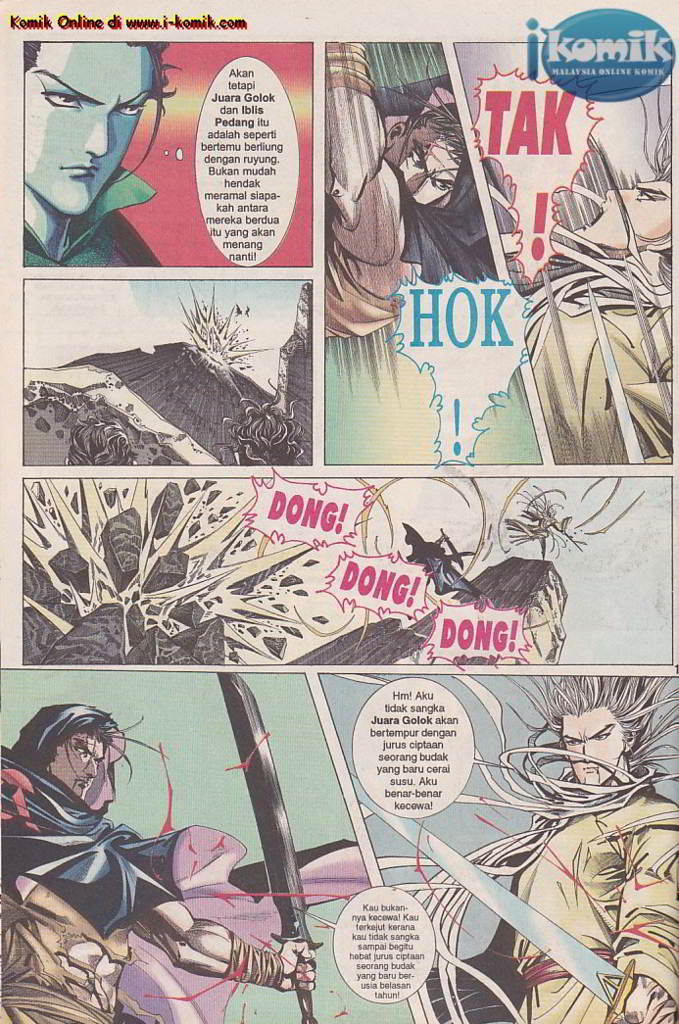 Komik Online di www.i-komik.com
ikomik
MALAYSIA ONLINE KOMIK
Akan
tetapi
Juara Golok
dan Iblis
Pedang itu
adalah seperti
bertemu berliung
dengan ruyung.
Bukan mudah
hendak
meramal siapa-
kah antara
mereka berdua
itu yang akan
menang
nanti!
TAK
!
HOK
!
DONG!
DONG!
DONG!
1
Hm! Aku
tidak sangka
Juara Golok akan
bertempur dengan
jurus ciptaan
seorang budak
yang baru cerai
susu. Aku
benar-benar
kecewa!
Kau bukan-
nya kecewa! Kau
terkejut kerana
kau tidak sangka
sampai begitu
hebat jurus ciptaan
seorang budak
yang baru ber-
usia belasan
tahun!